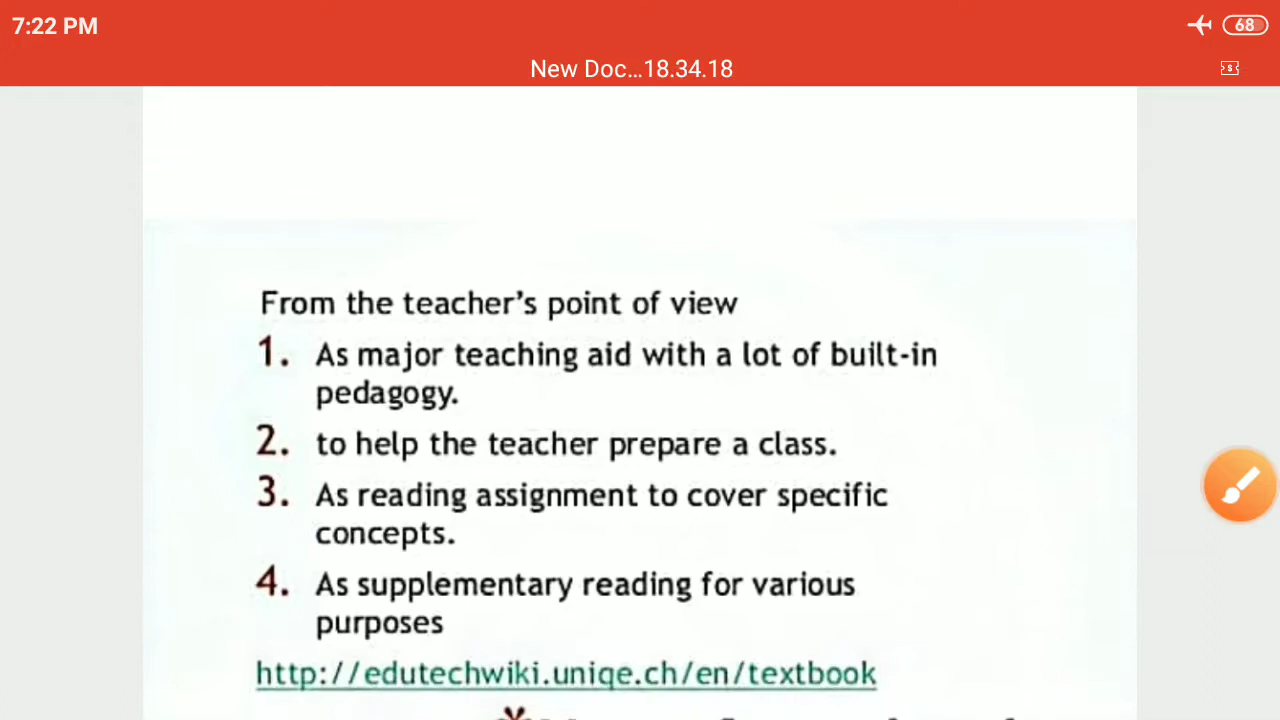 7:22 PM
68
New Doc...18.34.18
From the teacher's point of view
1. As major teaching aid with a lot of built-in
pedagogy.
2. to help the teacher prepare a class.
3. As reading assignment to cover specific
concepts.
4. As supplementary reading for various
purposes
http://edutechwiki.unige.ch/en/textbook